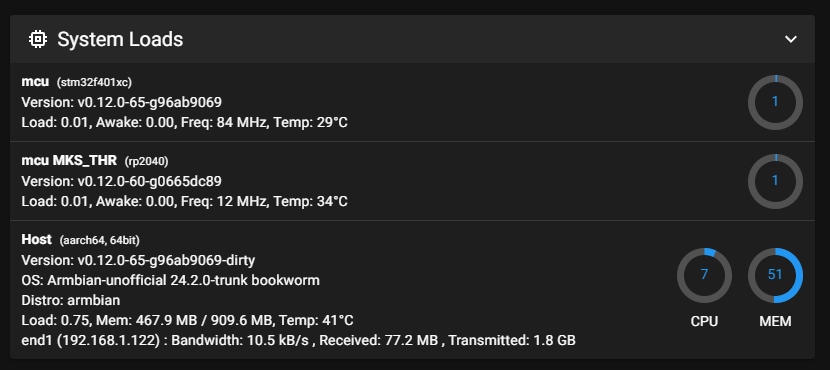 System Loads
mcu (stm32f401xc)
Version: v0.12.0-65-g96ab9069
Load: 0.01, Awake: 0.00, Freq: 84 MHz, Temp: 29°C
1
mcu MKS_THR (rp2040)
Version: v0.12.0-60-g0665dc89
Load: 0.01, Awake: 0.00, Freq: 12 MHz, Temp: 34°C
1
Host (aarch64, 64bit)
Version: v0.12.0-65-g96ab9069-dirty
OS: Armbian-unofficial 24.2.0-trunk bookworm
Distro: armbian
Load: 0.75, Mem: 467.9 MB / 909.6 MB, Temp: 41°C
end1 (192.168.1.122) : Bandwidth: 10.5 kB/s , Received: 77.2 MB , Transmitted: 1.8 GB
7 51
CPU MEM